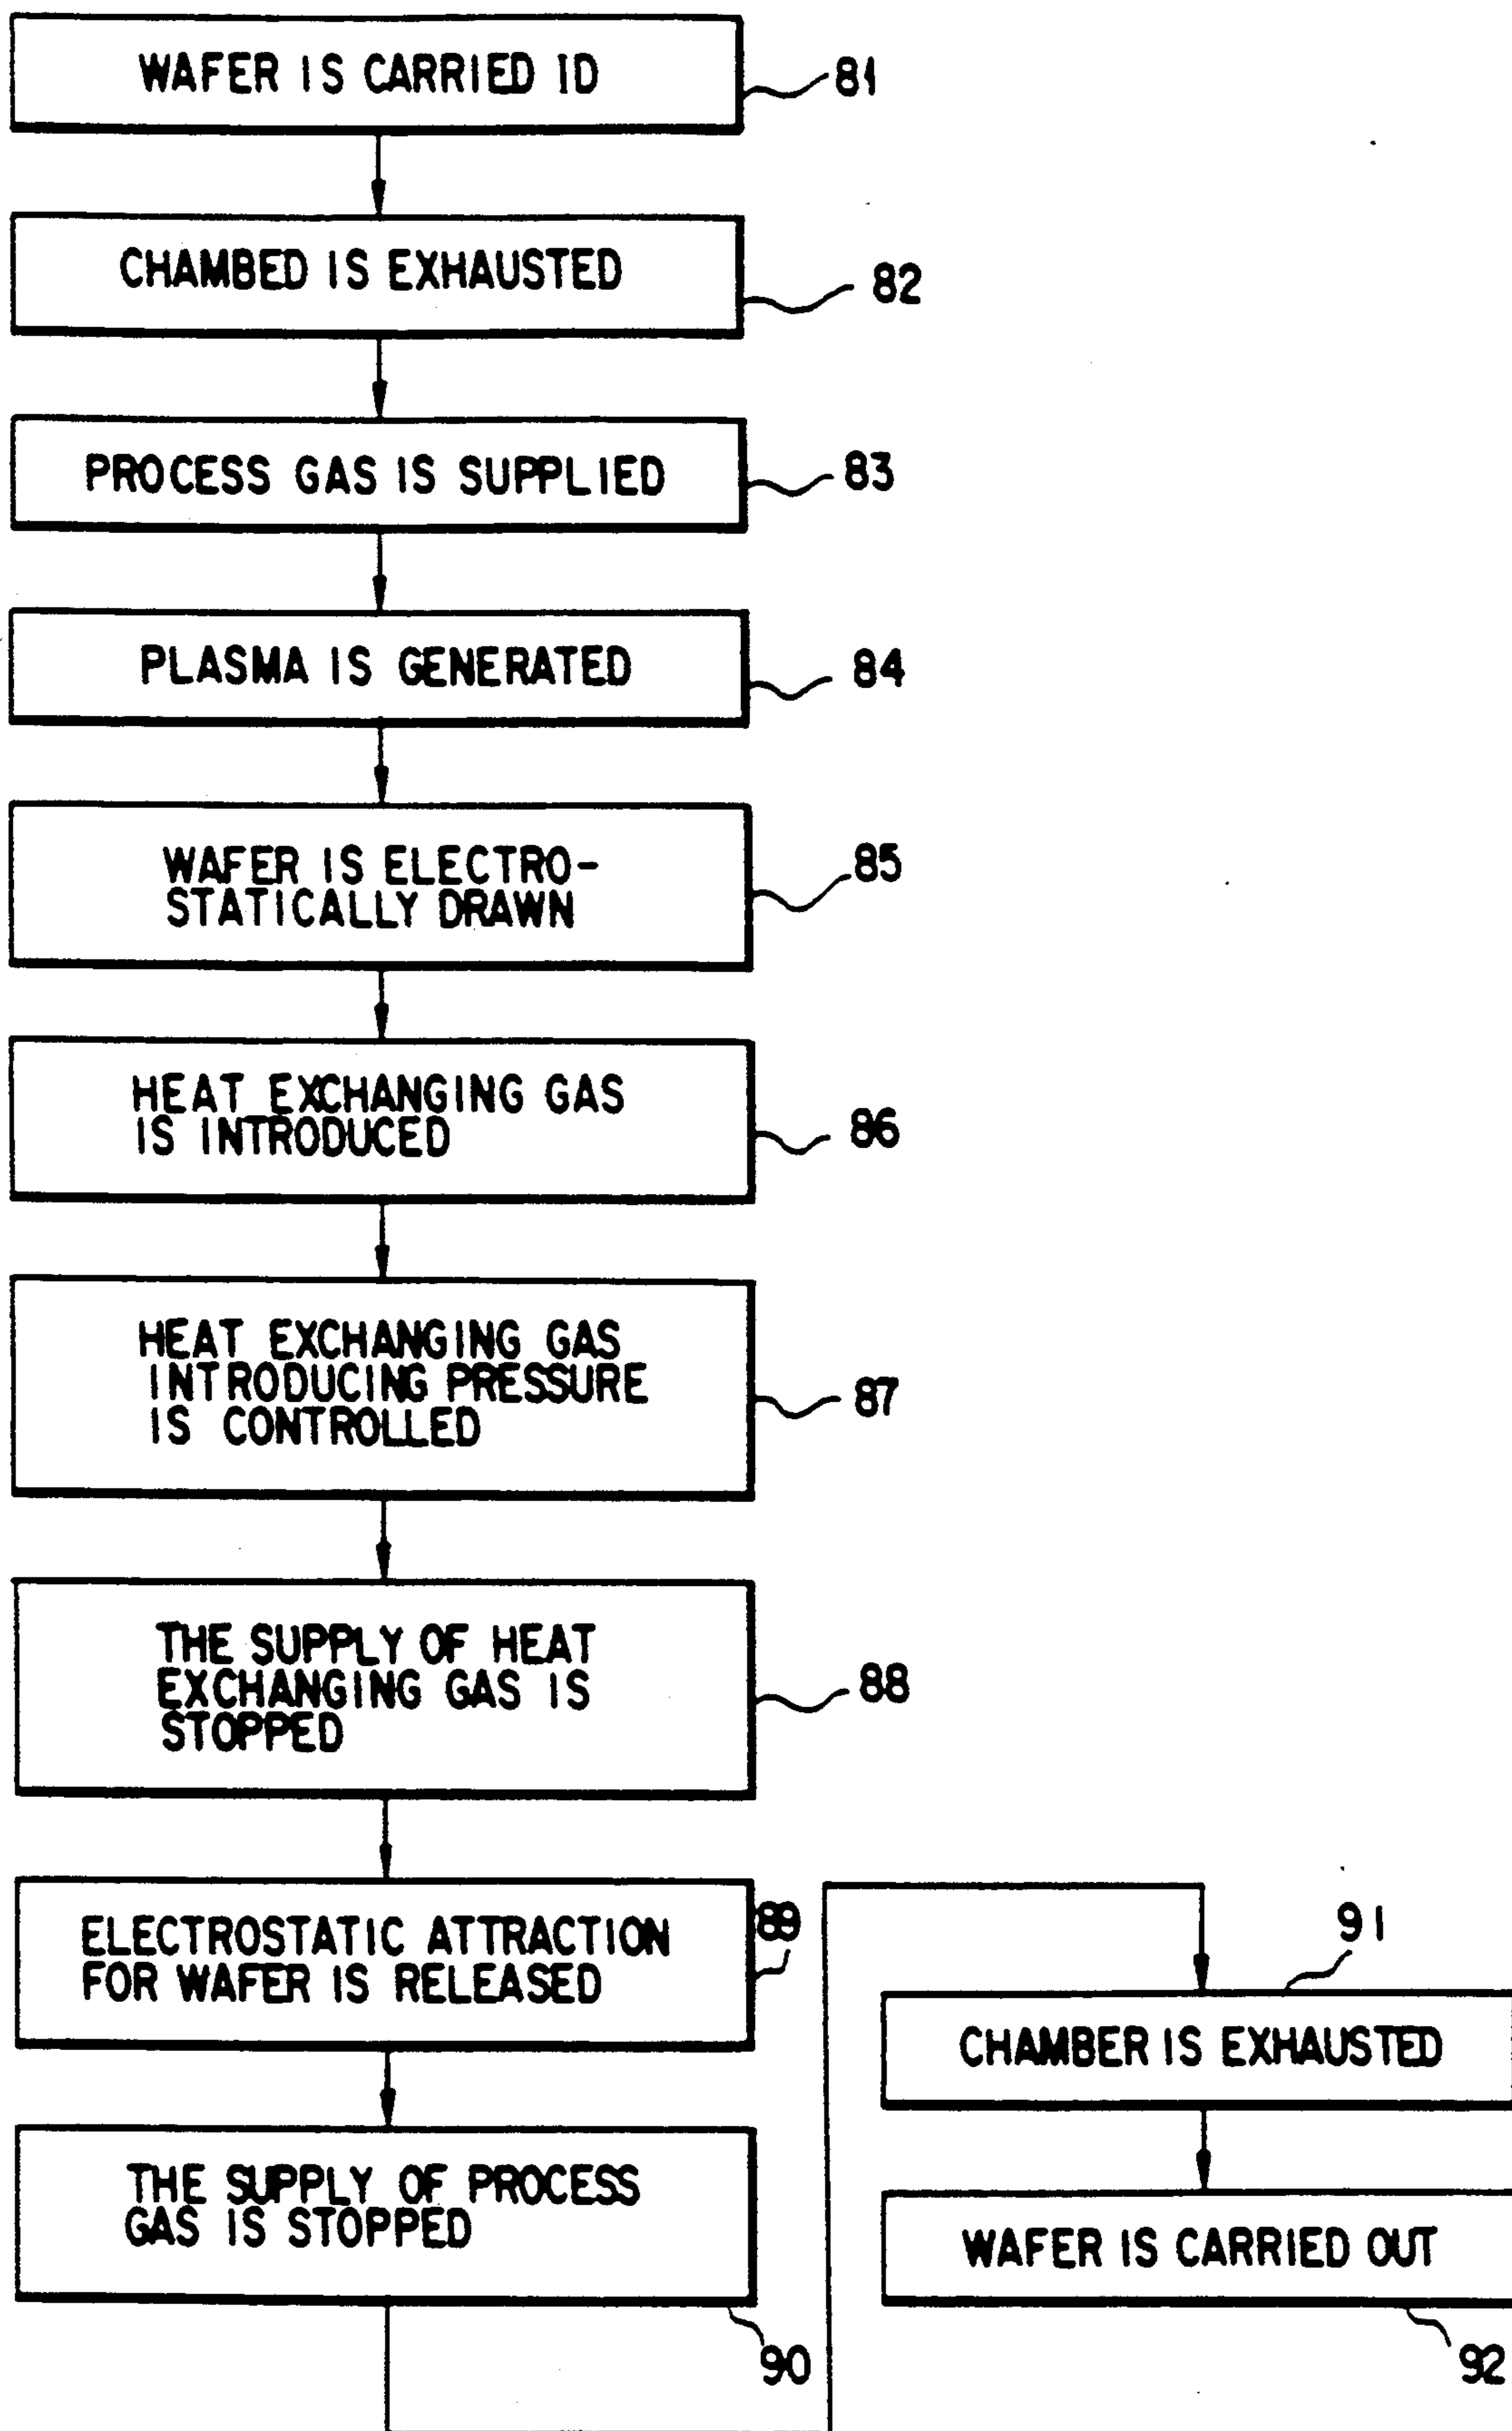 WAFER IS CARRIED ID
81
CHAMBED IS EXHAUSTED
82
PROCESS GAS IS SUPPLIED
83
PLASMA IS GENERATED
84
WAFER IS ELECTRO-
STATICALLY DRAWN
85
HEAT EXCHANGING GAS
IS INTRODUCED
86
HEAT EXCHANGING GAS
INTRODUCING PRESSURE
IS CONTROLLED
87
THE SUPPLY OF HEAT
EXCHANGING GAS IS
STOPPED
88
ELECTROSTATIC ATTRACTION
FOR WAFER IS RELEASED
89
THE SUPPLY OF PROCESS
GAS IS STOPPED
90
91
CHAMBER IS EXHAUSTED
WAFER IS CARRIED OUT
92